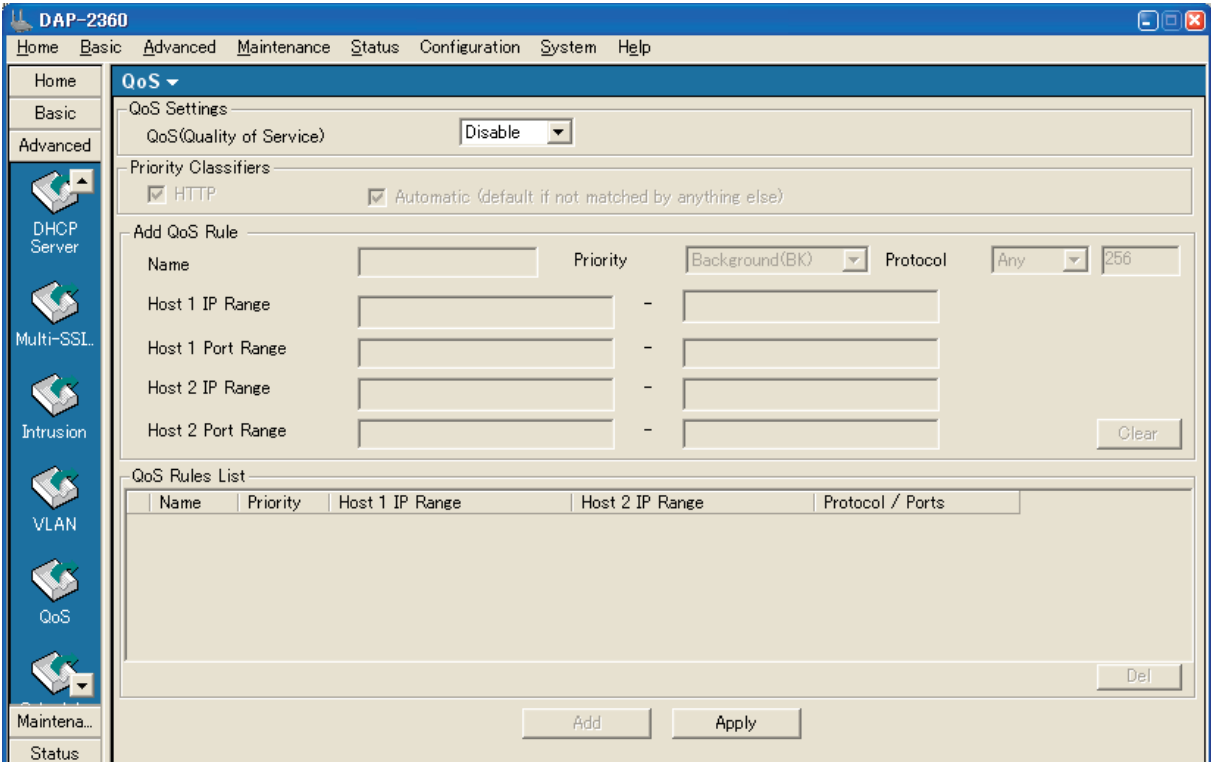 DAP-2360
Home Basic Advanced Maintenance Status Configuration System Help
Home
Basic
Advanced
DHCP
Server
Multi-SSI..
Intrusion
VLAN
QoS
Maintena...
Status
QoS
QoS Settings
QoS(Quality of Service) Disable
Priority Classifiers
HTTP Automatic (default if not matched by anything else)
Add QoS Rule
Name Priority Background(BK) Protocol Any 256
Host 1 IP Range -
Host 1 Port Range -
Host 2 IP Range -
Host 2 Port Range - Clear
QoS Rules List
Name Priority Host 1 IP Range Host 2 IP Range Protocol / Ports
Del
Add Apply